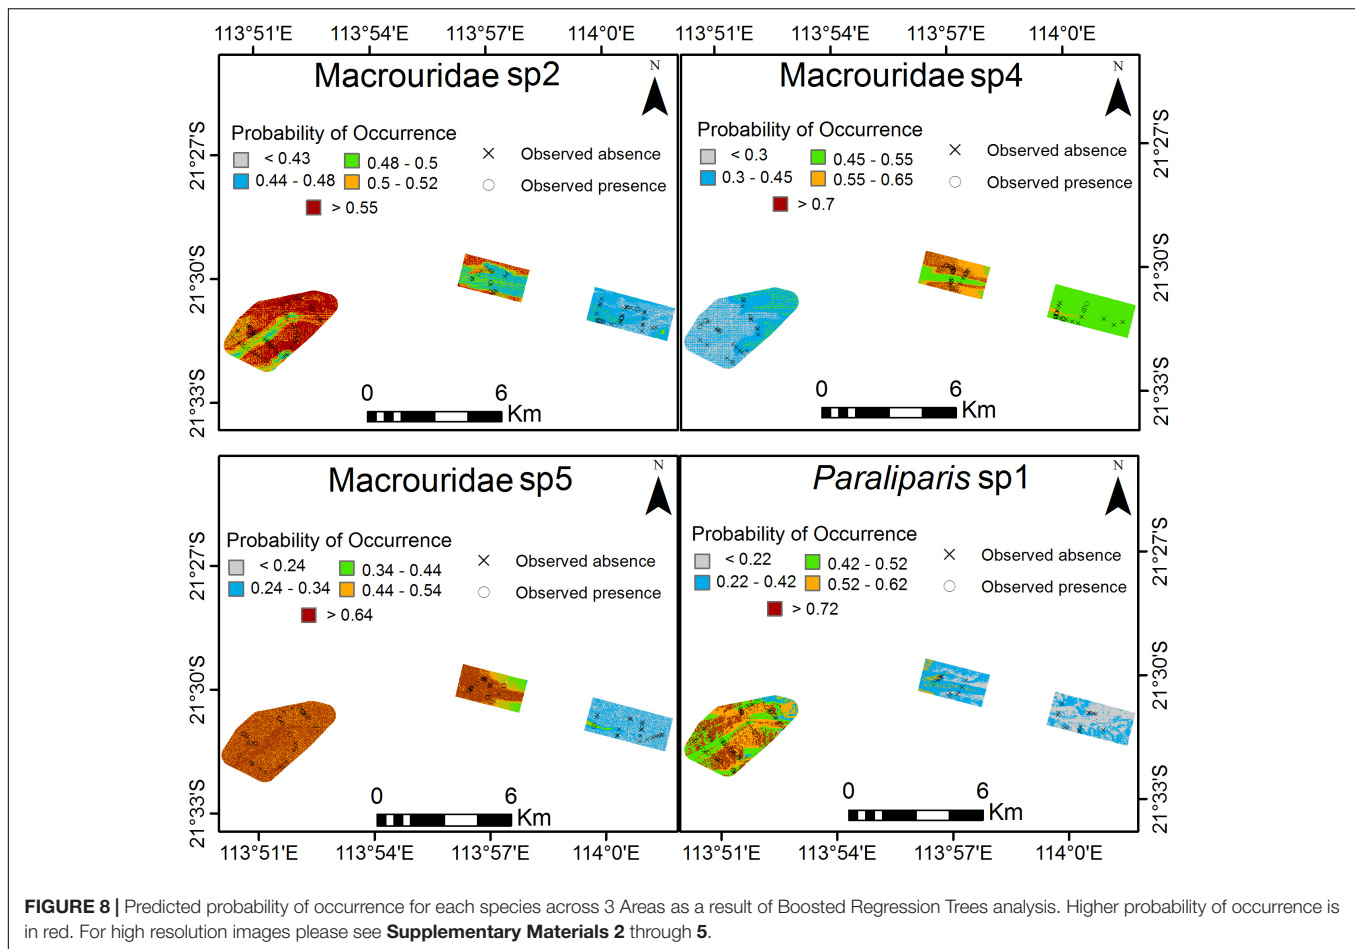 113°51'E 113°54'E 113°57'E 114°0'E 113°51'E 113°54'E 113°57'E 114°0'E
Macrouridae sp2
N
Probability of Occurrence
< 0.43
0.48 - 0.5
0.44 - 0.48
0.5 - 0.52
> 0.55
Observed absence
Observed presence
21°27'S
21°30'S
21°33'S
0 6
Km
Macrouridae sp4
N
Probability of Occurrence
< 0.3
0.45 - 0.55
0.3 - 0.45
0.55 - 0.65
> 0.7
Observed absence
Observed presence
21°27'S
21°30'S
21°33'S
0 6
Km
Macrouridae sp5
N
Probability of Occurrence
< 0.24
0.34 - 0.44
0.24 - 0.34
0.44 - 0.54
> 0.64
Observed absence
Observed presence
21°27'S
21°30'S
21°33'S
0 6
Km
Paraliparis sp1
N
Probability of Occurrence
< 0.22
0.42 - 0.52
0.22 - 0.42
0.52 - 0.62
> 0.72
Observed absence
Observed presence
21°27'S
21°30'S
21°33'S
0 6
Km
113°51'E 113°54'E 113°57'E 114°0'E 113°51'E 113°54'E 113°57'E 114°0'E
FIGURE 8 | Predicted probability of occurrence for each species across 3 Areas as a result of Boosted Regression Trees analysis. Higher probability of occurrence is
in red. For high resolution images please see Supplementary Materials 2 through 5.